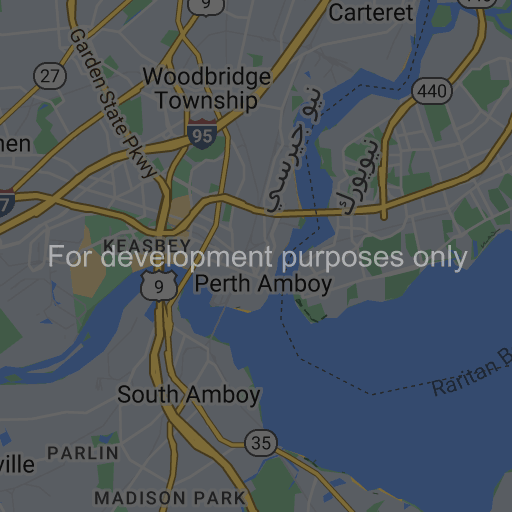 9
Carteret
Garden State Pkwy
27
Woodbridge
Township
440
95
نيو جيرسي
نيويورك
KEASBEY
For development purposes only
9
Perth Amboy
Raritan B
South Amboy
35
PARLIN
ville
MADISON PARK